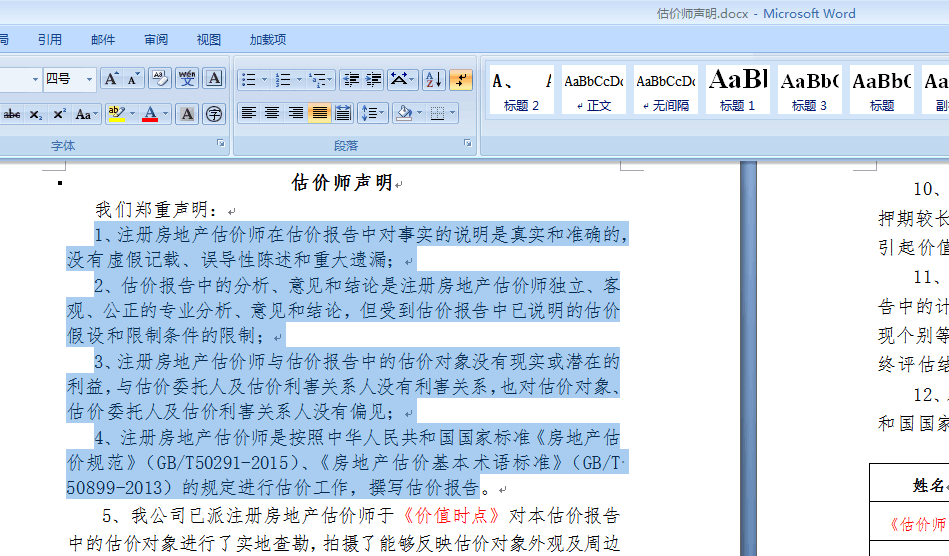 估价师声明.docx - Microsoft Word
局 引用 邮件 审阅 视图 加载项
四号
字体
段落
A、 A
标题 2
AaBbCcDc
正文
AaBbCcDc
无间隔
AaBl
标题 1
AaBb(
标题 3
AaBb(
标题
Aa
副
估价师声明
我们郑重声明：
1、注册房地产估价师在估价报告中对事实的说明是真实和准确的，
没有虚假记载、误导性陈述和重大遗漏；
2、估价报告中的分析、意见和结论是注册房地产估价师独立、客
观、公正的专业分析、意见和结论，但受到估价报告中已说明的估价
假设和限制条件的限制；
3、注册房地产估价师与估价报告中的估价对象没有现实或潜在的
利益，与估价委托人及估价利害关系人没有利害关系，也对估价对象、
估价委托人及估价利害关系人没有偏见；
4、注册房地产估价师是按照中华人民共和国国家标准《房地产估
价规范》（GB/T50291-2015）、《房地产估价基本术语标准》（GB/T
50899-2013）的规定进行估价工作，撰写估价报告。
5、我公司已派注册房地产估价师于《价值时点》对本估价报告
中的估价对象进行了实地查勘，拍摄了能够反映估价对象外观及周边
10、
押期较长
引起价值
11、
告中的计
现个别等
终评估结
12、
和国国家
姓名
《估价师